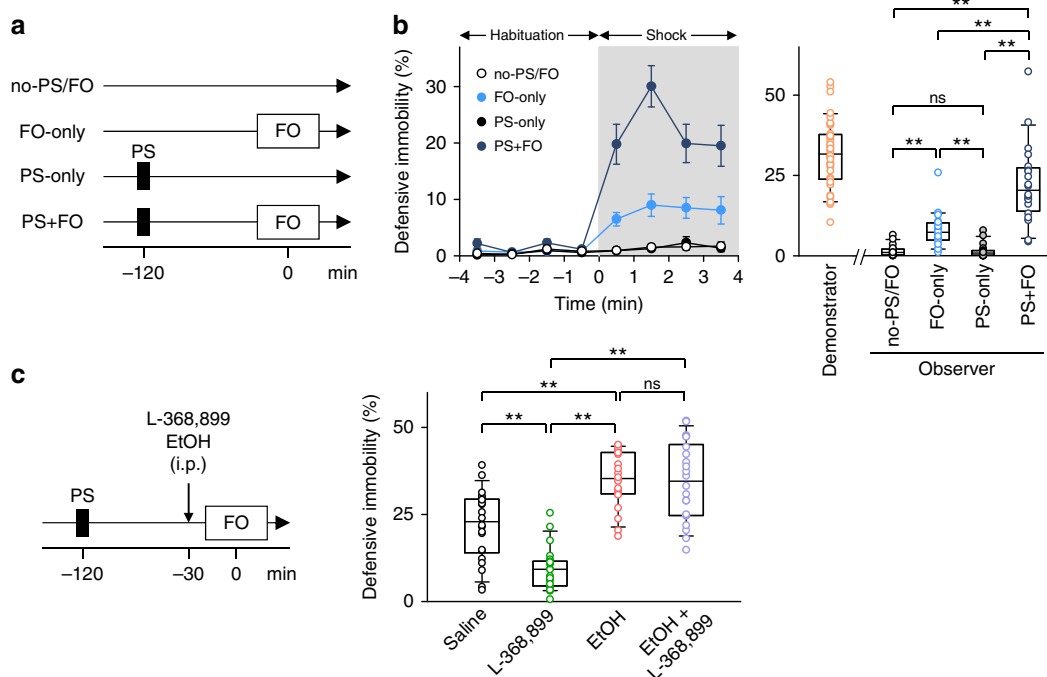 a
no-PS/FO
FO-only
FO
PS
PS-only
PS+FO
FO
–120
0
min
b
Habituation
Shock
Defensive immobility (%)
30
20
10
0
no-PS/FO
FO-only
PS-only
PS+FO
–4
–3
–2
–1
0
1
2
3
4
Time (min)
**
**
**
ns
**
**
50
25
0
Demonstrator
no-PS/FO
FO-only
PS-only
PS+FO
Observer
c
L-368,899
EtOH
(i.p.)
PS
FO
–120
–30
0
min
Defensive immobility (%)
**
**
ns
**
**
50
25
0
Saline
L-368,899
EtOH
EtOH +
L-368,899